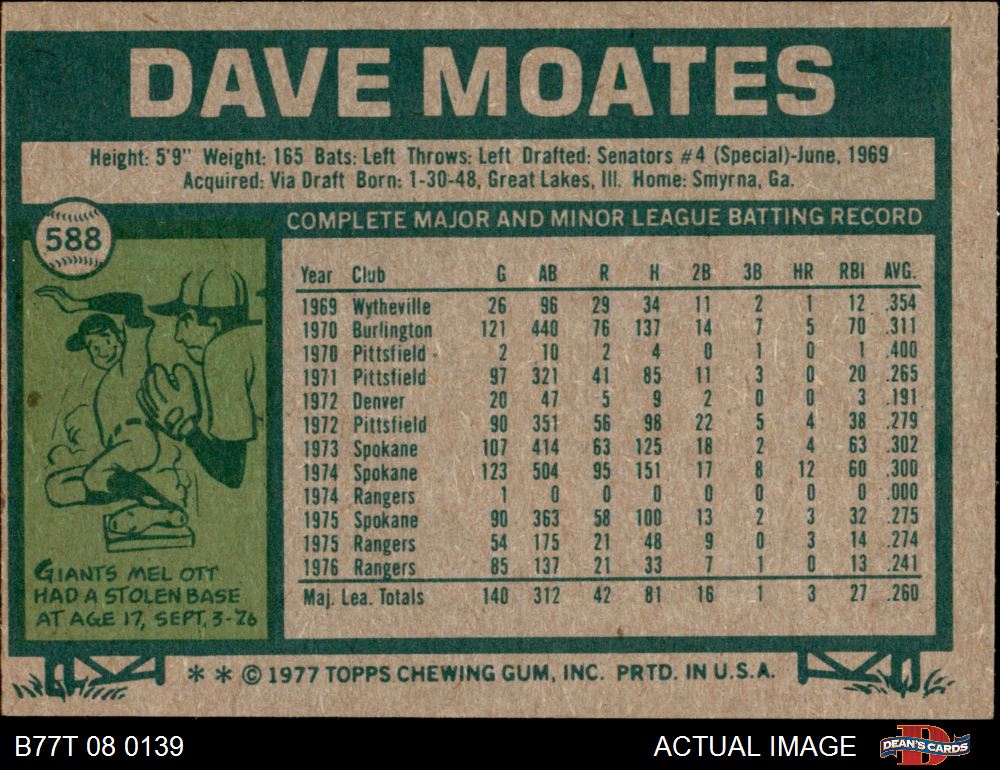 DAVE MOATES
Height: 5'9" Weight: 165 Bats: Left Throws: Left Drafted: Senators #4 (Special)-June, 1969
Acquired: Via Draft Born: 1-30-48, Great Lakes, Ill. Home: Smyrna, Ga.
588
COMPLETE MAJOR AND MINOR LEAGUE BATTING RECORD
Year Club G AB R H 2B 3B HR RBI AVG.
1969 Wytheville 26 96 29 34 11 2 1 12 .354
1970 Burlington 121 440 76 137 14 7 5 70 .311
1970 Pittsfield 2 10 2 4 0 1 0 1 .400
1971 Pittsfield 97 321 41 85 11 3 0 20 .265
1972 Denver 20 47 5 9 2 0 0 3 .191
1972 Pittsfield 90 351 56 98 22 5 4 38 .279
1973 Spokane 107 414 63 125 18 2 4 63 .302
1974 Spokane 123 504 95 151 17 8 12 60 .300
1974 Rangers 1 0 0 0 0 0 0 0 .000
1975 Spokane 90 363 58 100 13 2 3 32 .275
1975 Rangers 54 175 21 48 9 0 3 14 .274
1976 Rangers 85 137 21 33 7 1 0 13 .241
Maj. Lea. Totals 140 312 42 81 16 1 3 27 .260
GIANTS MEL OTT
HAD A STOLEN BASE
AT AGE 17, SEPT, 3-26
* * © 1977 TOPPS CHEWING GUM, INC. PRTD. IN U.S.A.
B77T 08 0139
ACTUAL IMAGE
D
DEAN'S CARDS